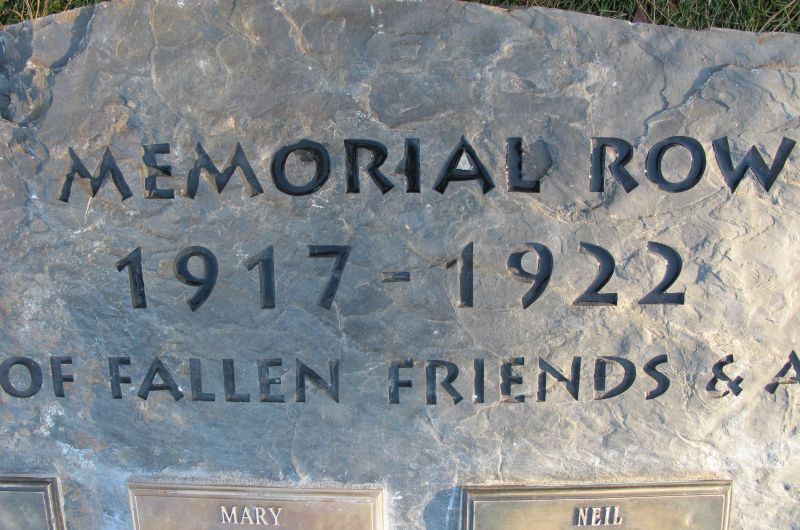 MEMORIAL ROW
1917-1922
OF FALLEN FRIENDS &
MARY
NEIL